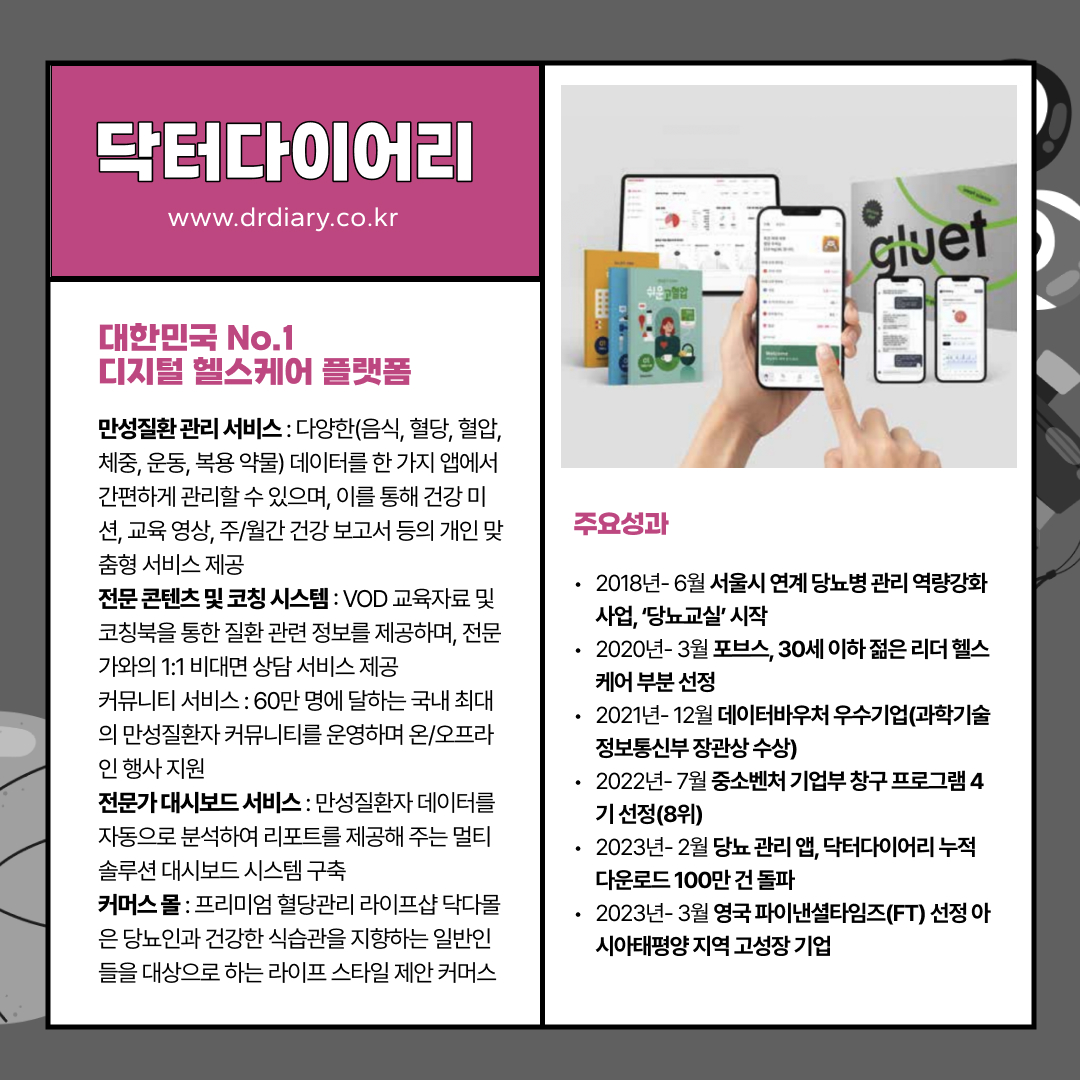 닥터다이어리
www.drdiary.co.kr
대한민국 No.1
디지털 헬스케어 플랫폼
만성질환 관리 서비스 : 다양한(음식, 혈당, 혈압,
체중, 운동, 복용 약물) 데이터를 한 가지 앱에서
간편하게 관리할 수 있으며, 이를 통해 건강 미
션, 교육 영상, 주/월간 건강 보고서 등의 개인 맞
춤형 서비스 제공
전문 콘텐츠 및 코칭 시스템 : VOD 교육자료 및
코칭북을 통한 질환 관련 정보를 제공하며, 전문
가와의 1:1 비대면 상담 서비스 제공
커뮤니티 서비스 : 60만 명에 달하는 국내 최대
의 만성질환자 커뮤니티를 운영하며 온/오프라
인 행사 지원
전문가 대시보드 서비스 : 만성질환자 데이터를
자동으로 분석하여 리포트를 제공해 주는 멀티
솔루션 대시보드 시스템 구축
커머스 몰 : 프리미엄 혈당관리 라이프샵 닥다몰
은 당뇨인과 건강한 식습관을 지향하는 일반인
들을 대상으로 하는 라이프 스타일 제안 커머스
gluet
쉬운고혈압
Welcome
주요성과
• 2018년- 6월 서울시 연계 당뇨병 관리 역량강화
사업, ‘당뇨교실’ 시작
• 2020년- 3월 포브스, 30세 이하 젊은 리더 헬스
케어 부분 선정
• 2021년- 12월 데이터바우처 우수기업(과학기술
정보통신부 장관상 수상)
• 2022년- 7월 중소벤처 기업부 창구 프로그램 4
기 선정(8위)
• 2023년- 2월 당뇨 관리 앱, 닥터다이어리 누적
다운로드 100만 건 돌파
• 2023년- 3월 영국 파이낸셜타임즈(FT) 선정 아
시아태평양 지역 고성장 기업